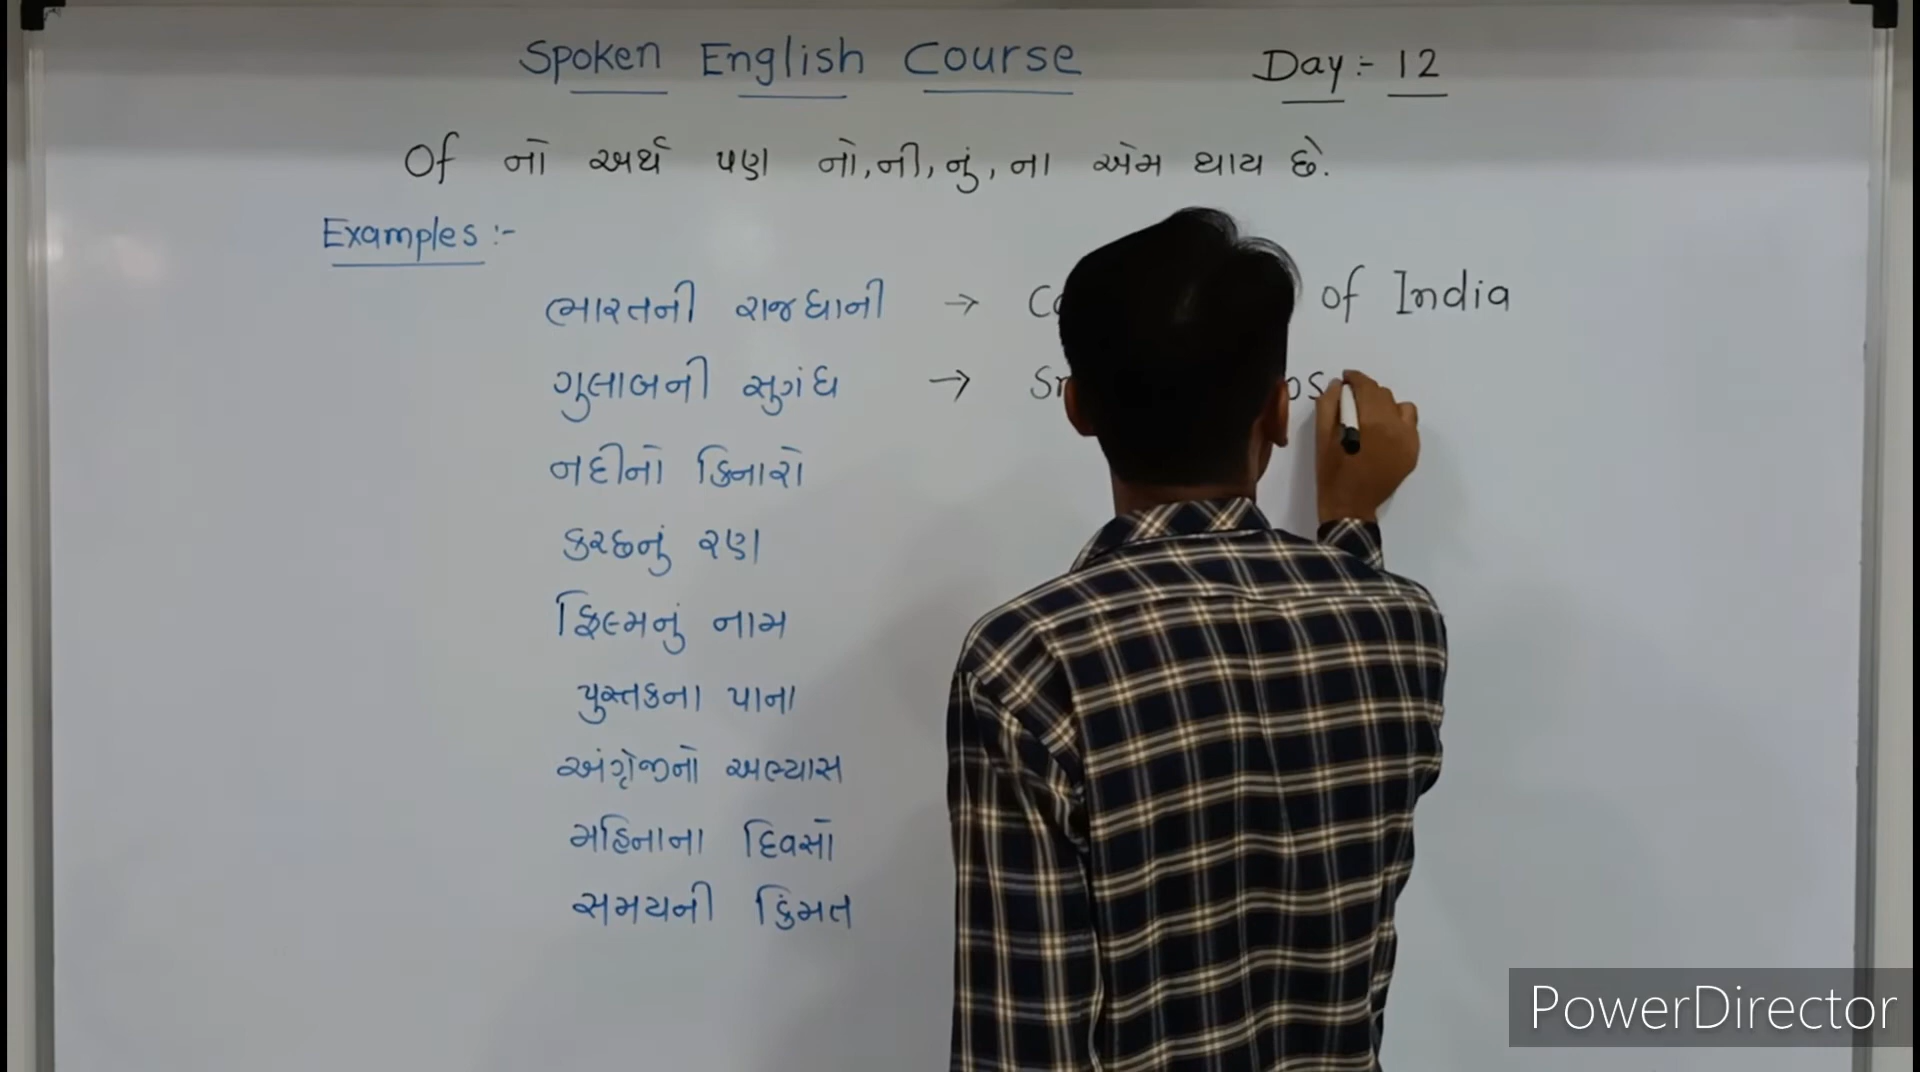 Spoken English Course Day :- 12
Of નો અર્થ પણ નો, ની, નું, ના એમ થાય છે.
Examples :-
ભારતની રાજધાની → of India
ગુલાબની સુગંધ →
નદીનો કિનારો
કચ્છનું રણ
ફિલ્મનું નામ
પુસ્તકના પાના
અંગ્રેજીનો અભ્યાસ
મહિનાના દિવસો
સમયની કિંમત
PowerDirector